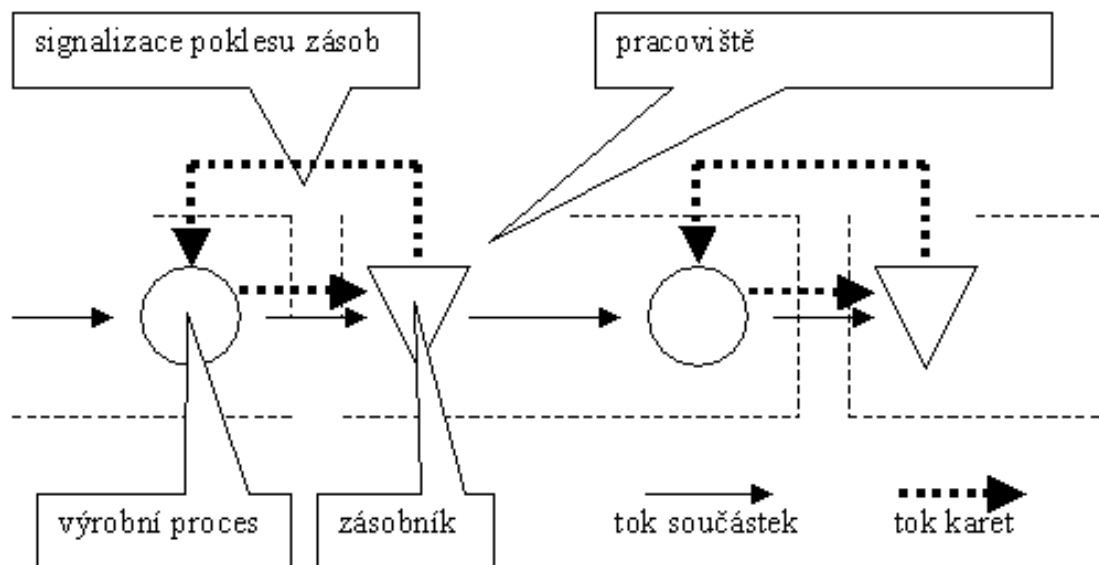 signalizace poklesu zásob
pracoviště
výrobní proces
zásobník
tok součástek
tok karet